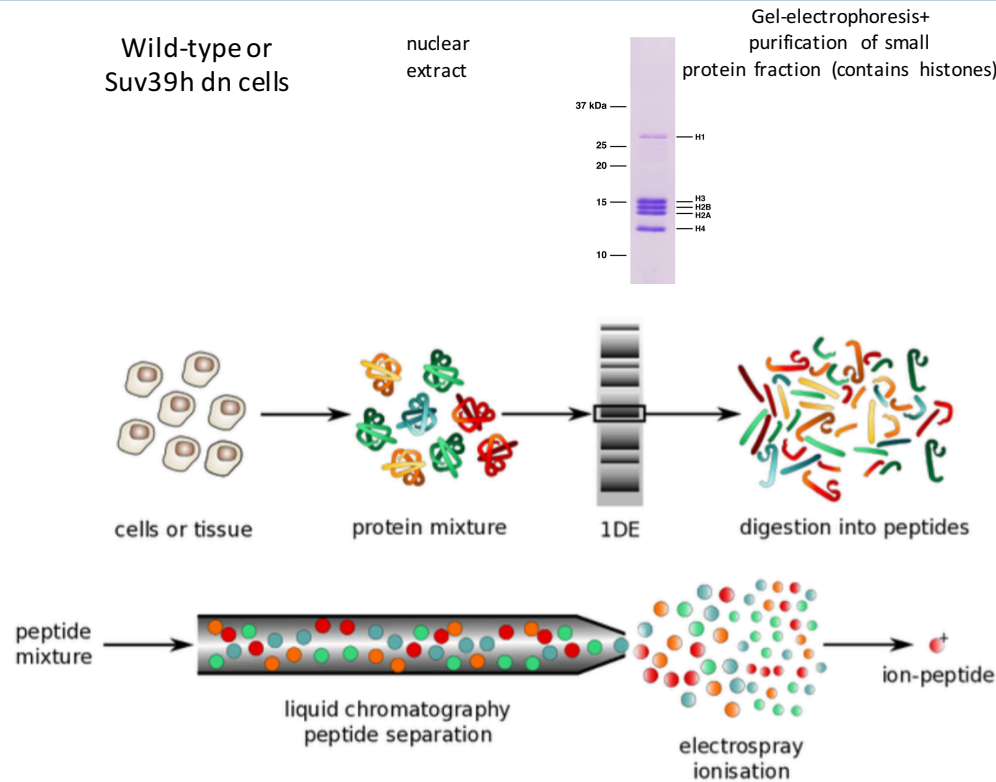 Wild-type or
Suv39h dn cells
nuclear
extract
Gel-electrophoresis+
purification of small
protein fraction (contains histones)
37 kDa
H1
25
20
15
H3
H2B
H2A
H4
10
cells or tissue
protein mixture
1DE
digestion into peptides
peptide
mixture
liquid chromatography
peptide separation
electrospray
ionisation
+
ion-peptide